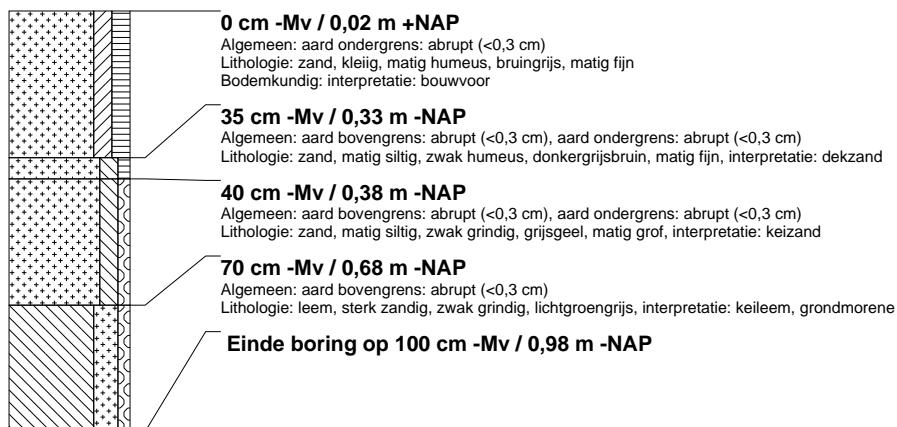 0 cm -Mv / 0,02 m +NAP
Algemeen: aard ondergrens: abrupt (<0,3 cm)
Lithologie: zand, kleiig, matig humeus, bruingrijs, matig fijn
Bodemkundig: interpretatie: bouwvoor
35 cm -Mv / 0,33 m -NAP
Algemeen: aard bovengrens: abrupt (<0,3 cm), aard ondergrens: abrupt (<0,3 cm)
Lithologie: zand, matig siltig, zwak humeus, donkergrijsbruin, matig fijn, interpretatie: dekzand
40 cm -Mv / 0,38 m -NAP
Algemeen: aard bovengrens: abrupt (<0,3 cm), aard ondergrens: abrupt (<0,3 cm)
Lithologie: zand, matig siltig, zwak grindig, grijsgeel, matig grof, interpretatie: keizand
70 cm -Mv / 0,68 m -NAP
Algemeen: aard bovengrens: abrupt (<0,3 cm)
Lithologie: leem, sterk zandig, zwak grindig, lichtgroengrijs, interpretatie: keileem, grondmorene
Einde boring op 100 cm -Mv / 0,98 m -NAP